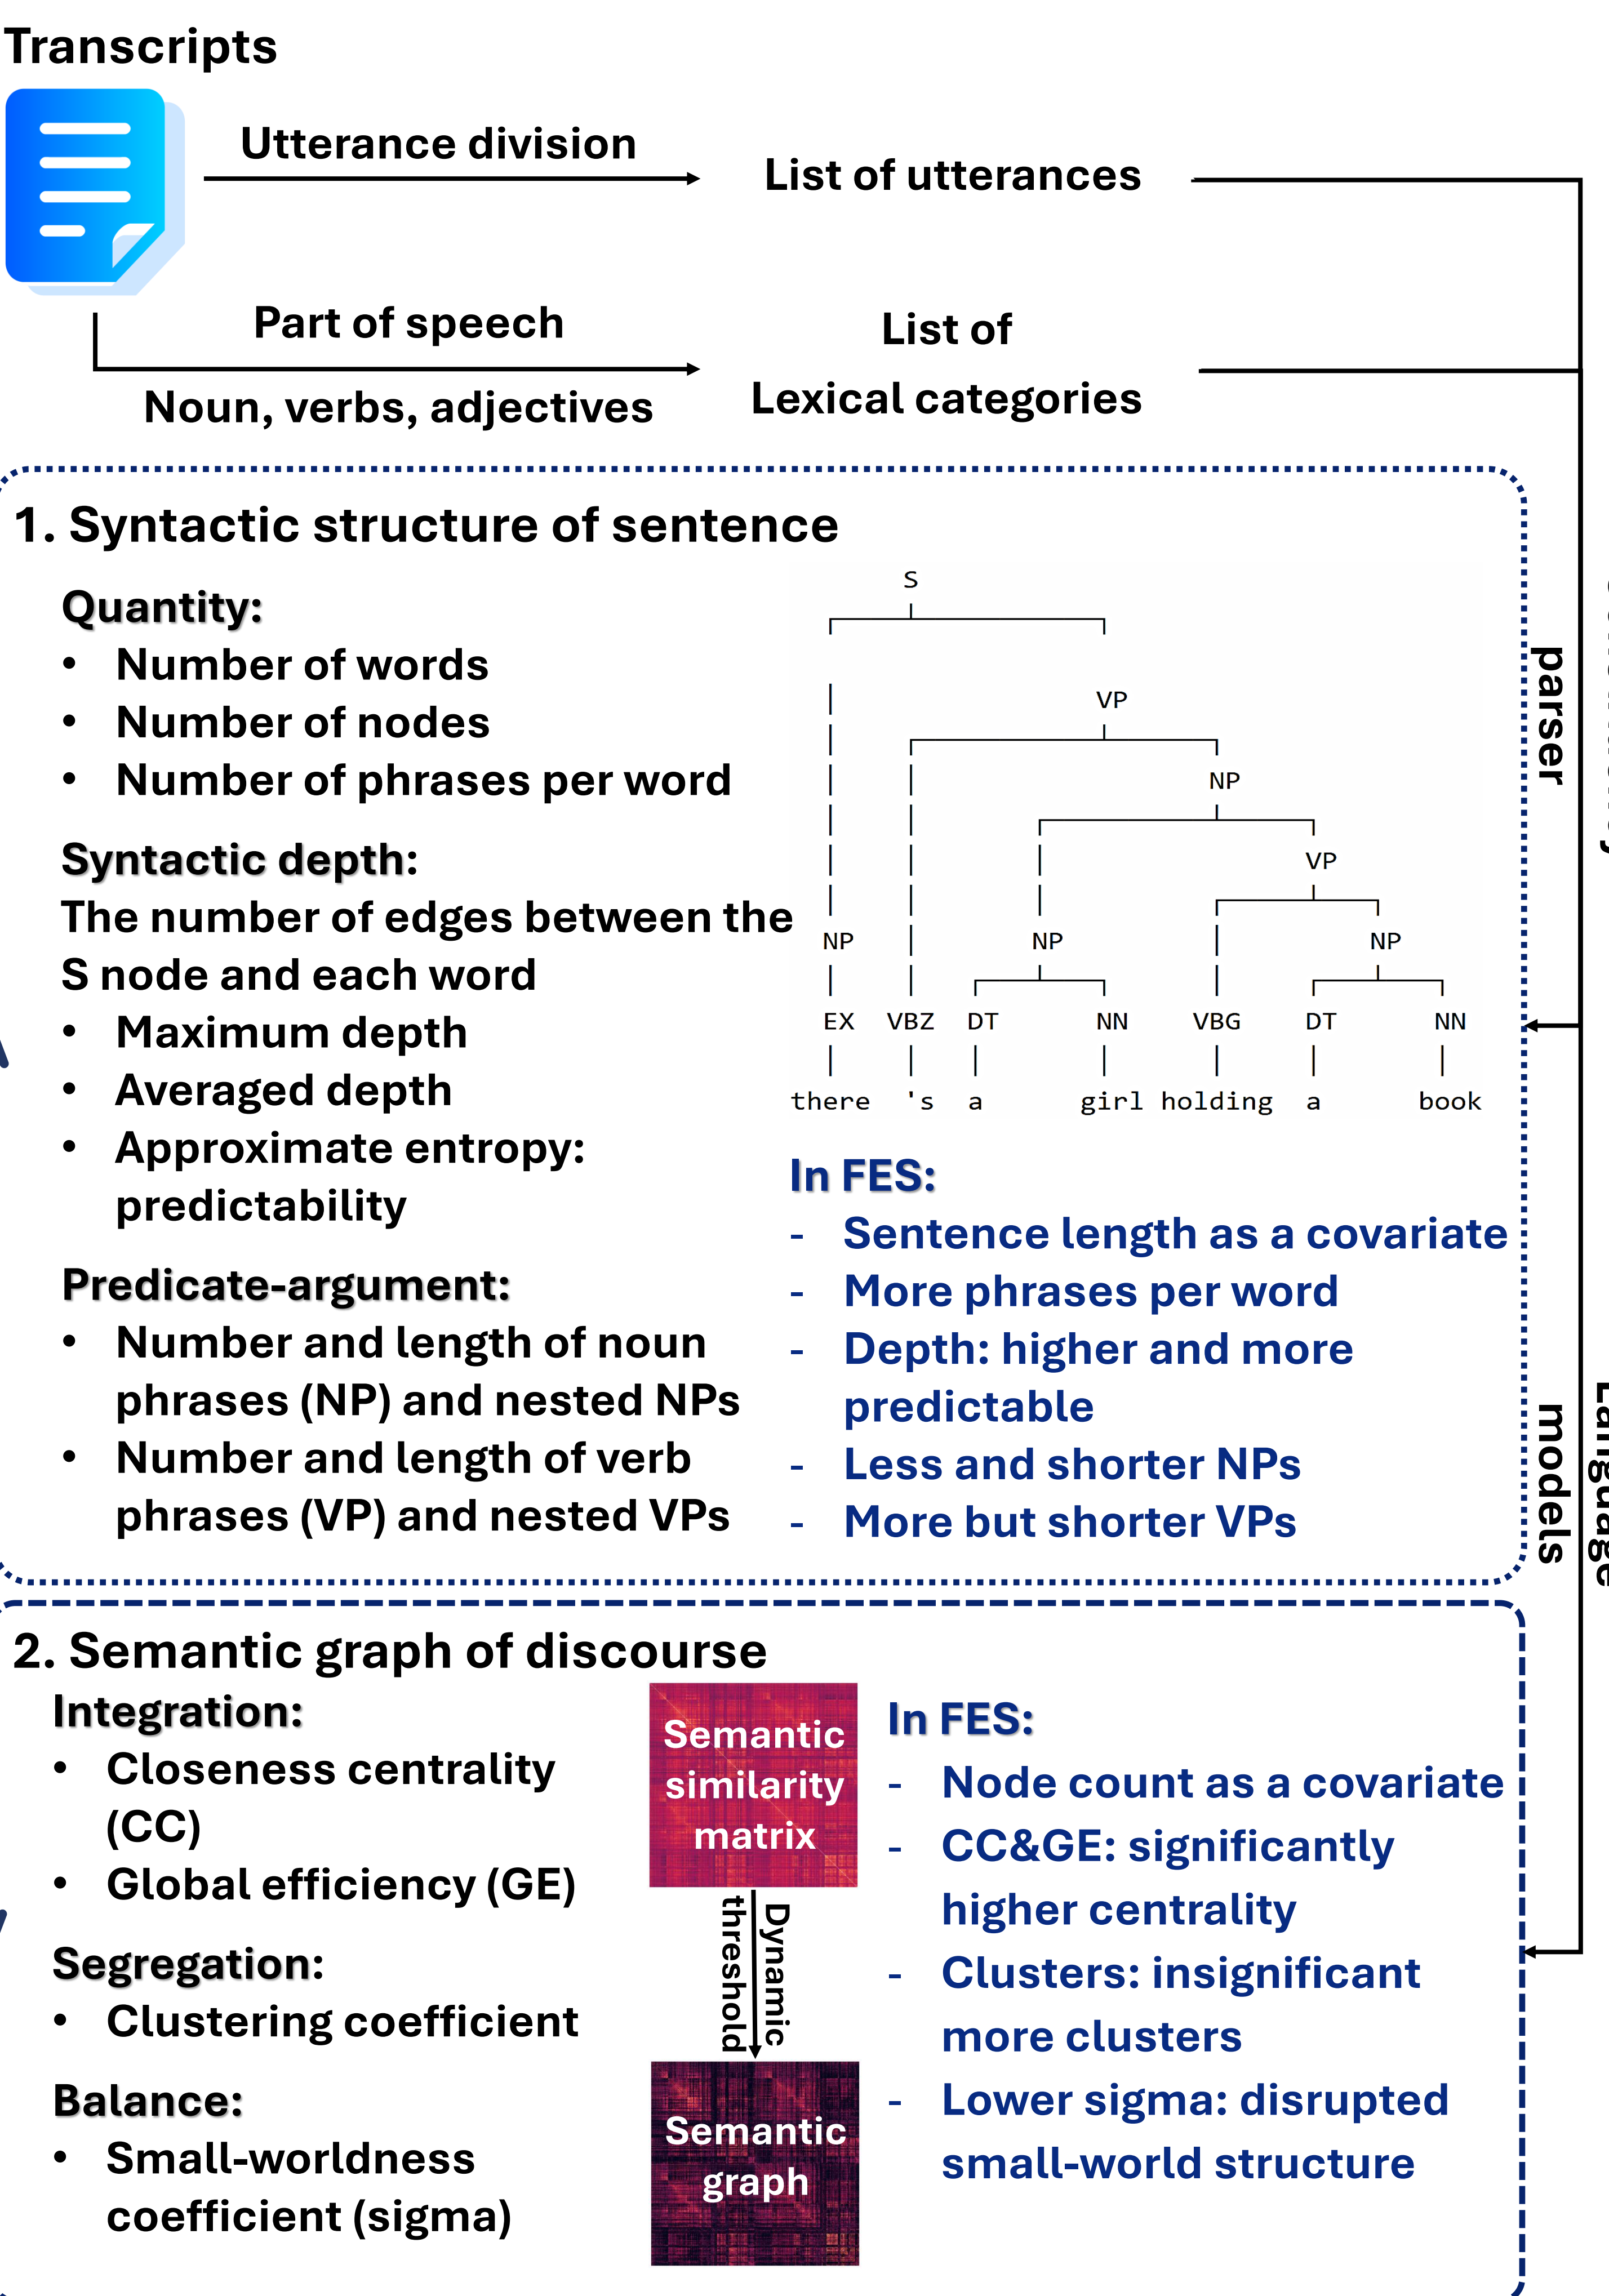 Transcripts
Utterance division
List of utterances
Part of speech
Noun, verbs, adjectives
List of
Lexical categories
1. Syntactic structure of sentence
Quantity:
• Number of words
• Number of nodes
• Number of phrases per word
Syntactic depth:
The number of edges between the
S node and each word
• Maximum depth
• Averaged depth
• Approximate entropy:
predictability
Predicate-argument:
• Number and length of noun
phrases (NP) and nested NPs
• Number and length of verb
phrases (VP) and nested VPs
S
VP
NP
VP
NP NP NP
EX VBZ DT NN VBG DT NN
there 's a girl holding a book
In FES:
- Sentence length as a covariate
- More phrases per word
- Depth: higher and more
predictable
- Less and shorter NPs
- More but shorter VPs
parser
Language
models
2. Semantic graph of discourse
Integration:
• Closeness centrality
(CC)
• Global efficiency (GE)
Segregation:
• Clustering coefficient
Balance:
• Small-worldness
coefficient (sigma)
Semantic
similarity
matrix
Dynamic
threshold
Semantic
graph
In FES:
- Node count as a covariate
- CC&GE: significantly
higher centrality
- Clusters: insignificant
more clusters
- Lower sigma: disrupted
small-world structure